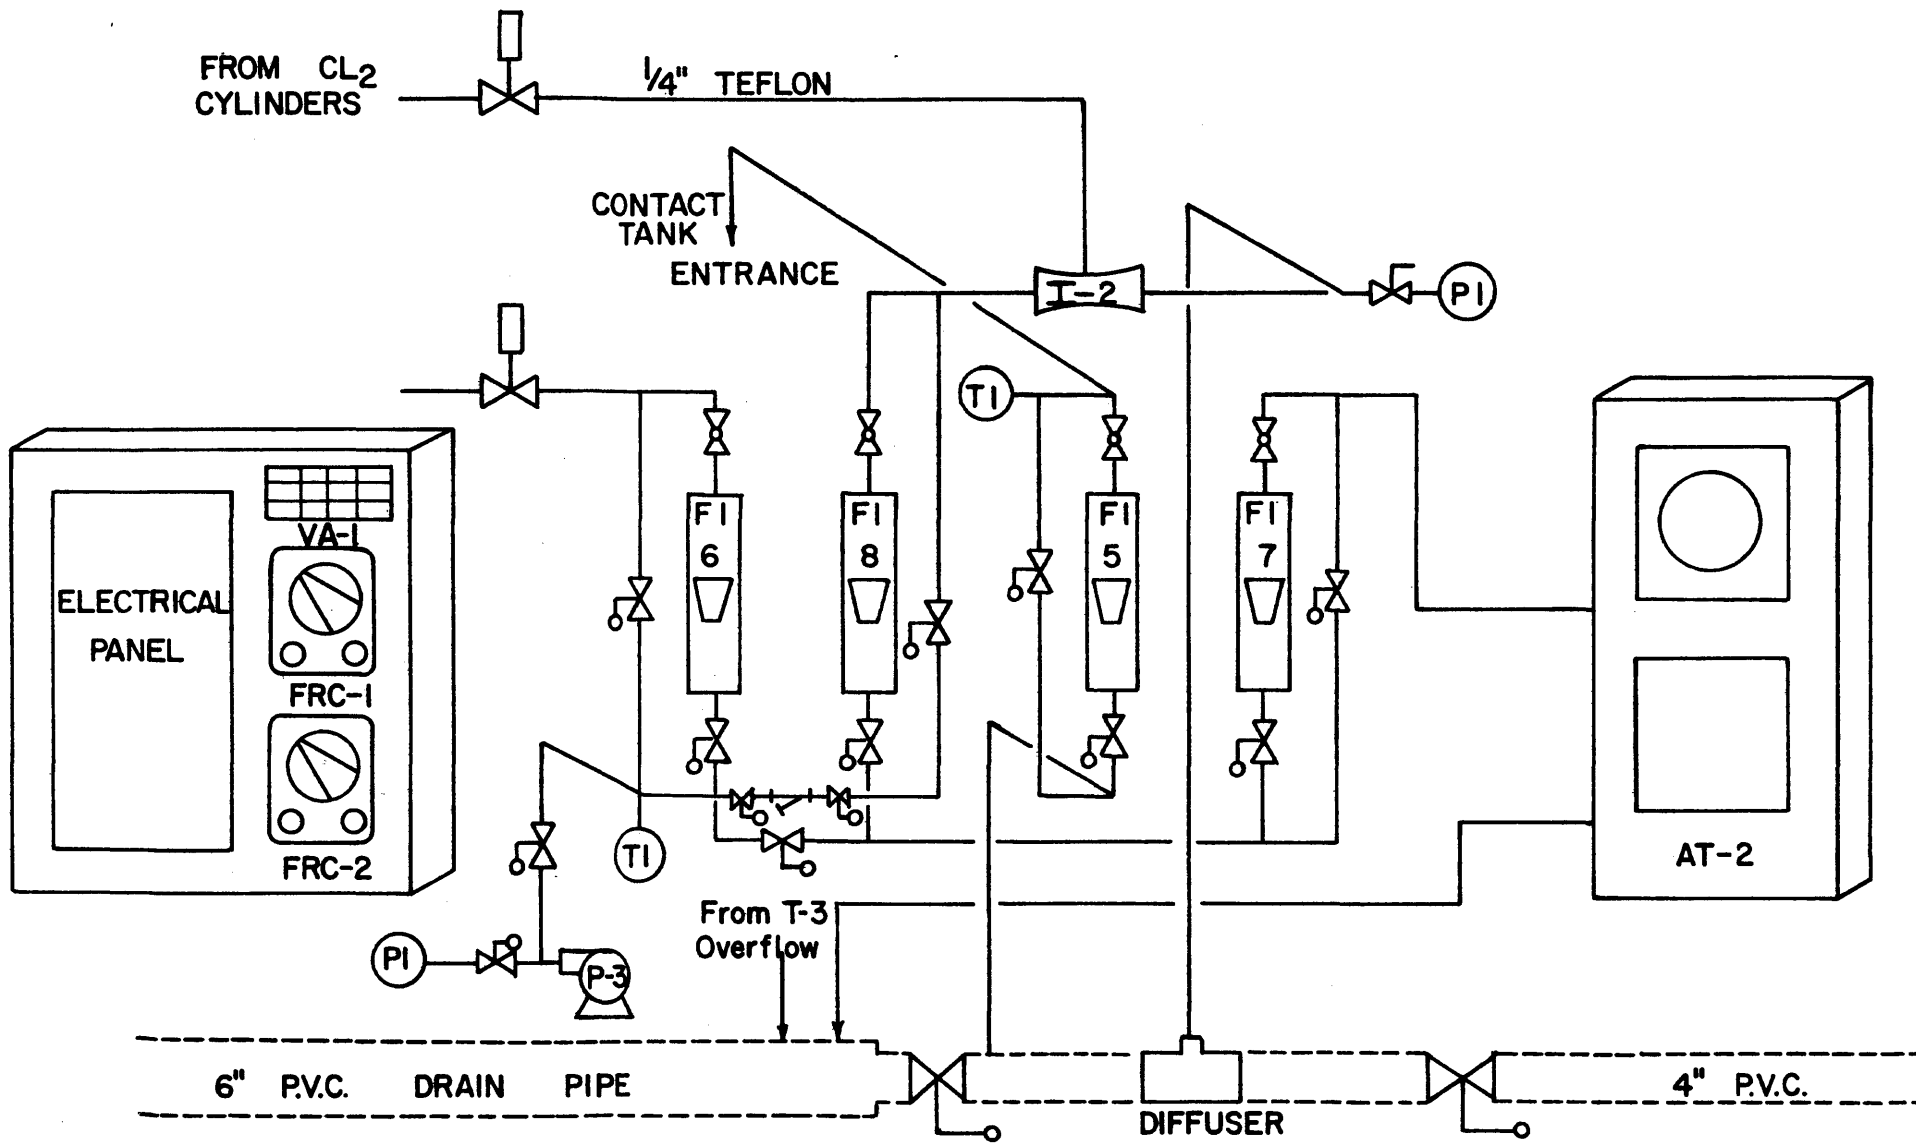 FROM CL2
CYLINDERS
1/4" TEFLON
CONTACT
TANK
ENTRANCE
I-2
PI
TI
FI
6
FI
8
FI
5
FI
7
VA-1
ELECTRICAL
PANEL
FRC-1
FRC-2
TI
AT-2
From T-3
Overflow
PI
P-3
6" P.V.C. DRAIN PIPE
4" P.V.C.
DIFFUSER